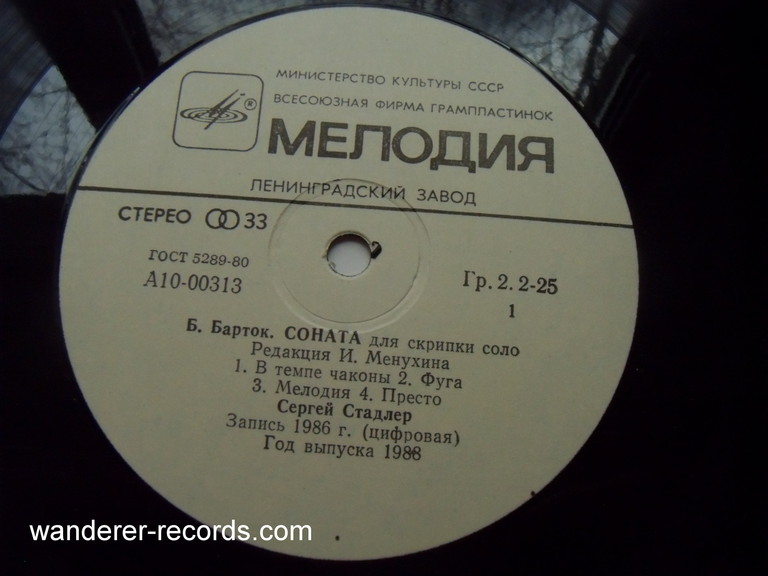 МИНИСТЕРСТВО КУЛЬТУРЫ СССР
ВСЕСОЮЗНАЯ ФИРМА ГРАМПЛАСТИНОК
®
МЕЛОДИЯ
ЛЕНИНГРАДСКИЙ ЗАВОД
СТЕРЕО 33
ГОСТ 5289-80
А10-00313
Гр. 2. 2-25
1
Б. Барток. СОНАТА для скрипки соло
Редакция И. Менухина
1. В темпе чаконы 2. Фуга
3. Мелодия 4. Престо
Сергей Стадлер
Запись 1986 г. (цифровая)
Год выпуска 1988
wanderer-records.com